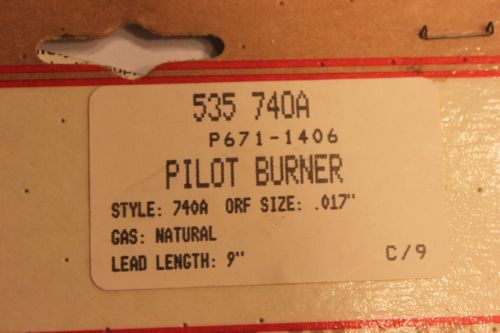 535 740A
P671-1406
PILOT BURNER
STYLE: 740A ORF SIZE: .017"
GAS: NATURAL
LEAD LENGTH: 9"
C/9